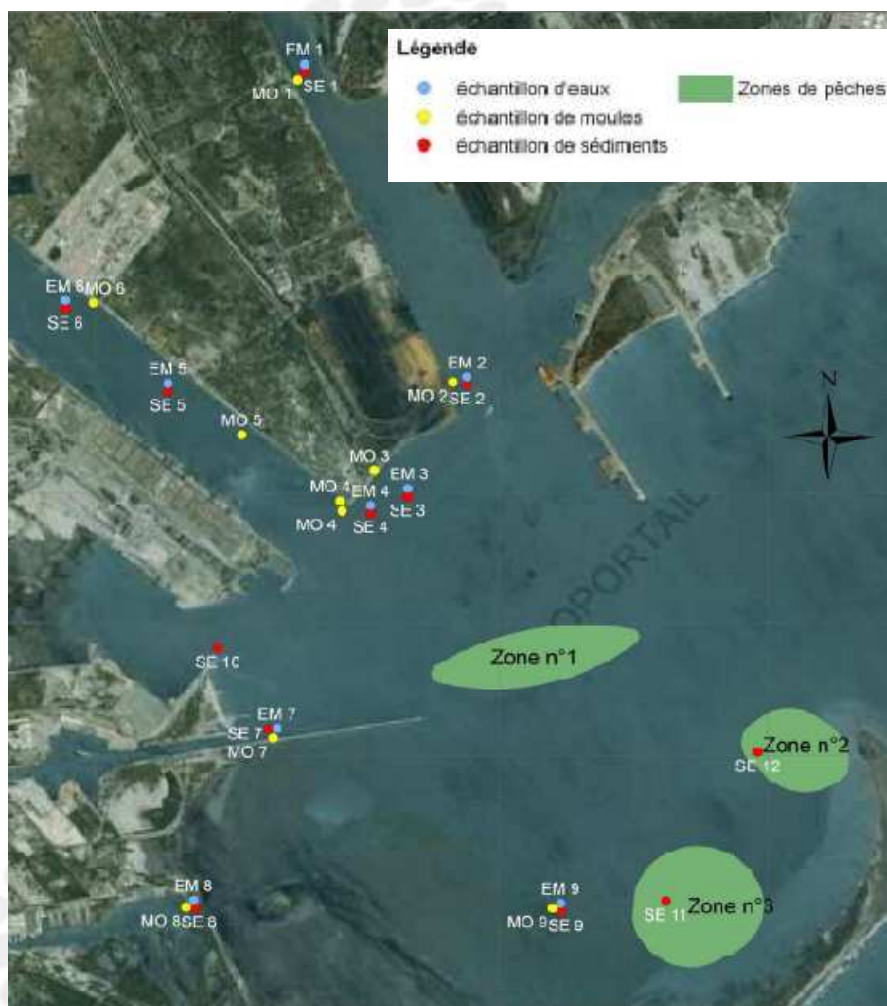 Légende
échantillon d'eaux
Zones de pêches
échantillon de moules
échantillon de sédiments
EM 1
SE 1
MO 1
EM 6
MO 6
SE 6
EM 5
SE 5
MO 5
EM 2
MO 2
SE 2
N
MO 3
EM 3
SE 3
MO 4
EM 4
MO 4
SE 4
OPORTAIL
Zone n°1
SE 10
EM 7
SE 7
MO 7
Zone n°2
SE 12
EM 8
MO 8
SE 8
EM 9
MO 9
SE 9
SE 11
Zone n°3